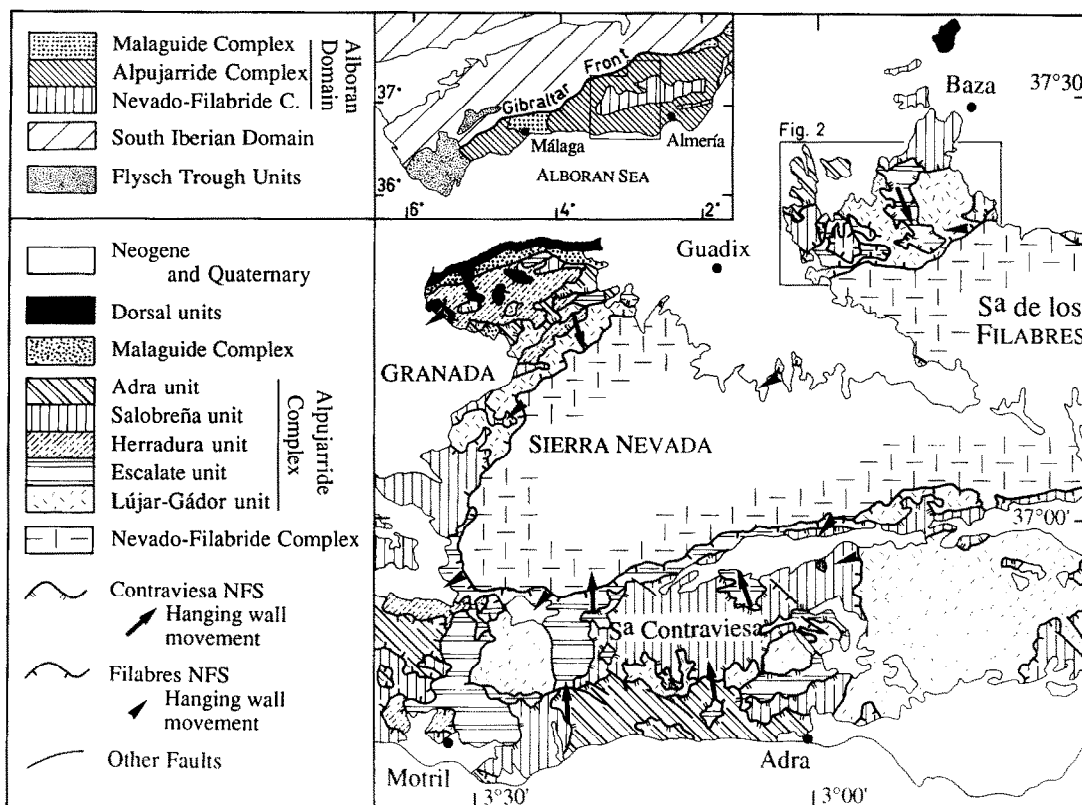 Malaguide Complex
Alpujarride Complex
Nevado-Filabride C.
Alboran
Domain
South Iberian Domain
Flysch Trough Units
Neogene
and Quaternary
Dorsal units
Malaguide Complex
Adra unit
Salobreña unit
Herradura unit
Escalate unit
Lújar-Gádor unit
Alpujarride
Complex
Nevado-Filabride Complex
Contraviesa NFS
Hanging wall
movement
Filabres NFS
Hanging wall
movement
Other Faults
Gibraltar Front
37°
Málaga
Almería
36°
ALBORAN SEA
6°
4°
2°
Baza
37°30'
Fig. 2
Guadix
Sª de los
FILABRES
GRANADA
SIERRA NEVADA
37°00'
Sª Contraviesa
Motril
Adra
3°30'
3°00'